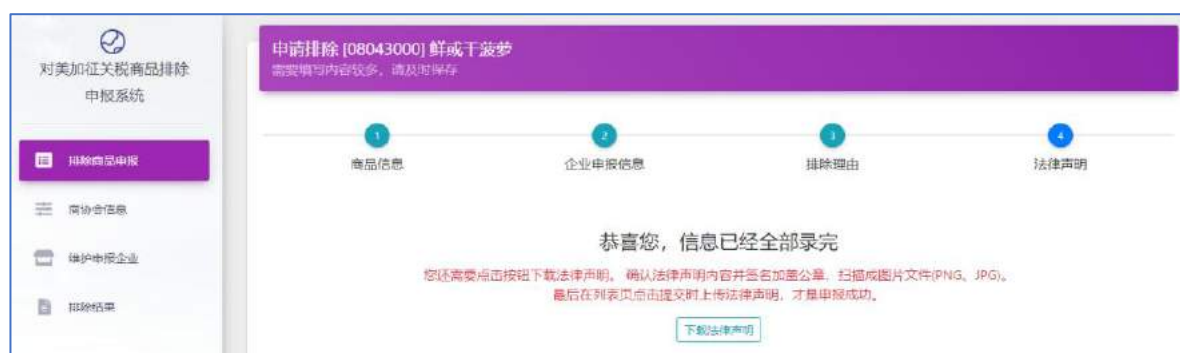 对美加征关税商品排除
申报系统
排除商品申报
商协会信息
维护申报企业
排除结果
申请排除 [08043000] 鲜或干菠萝
需要填写内容较多，请及时保存
1
商品信息
2
企业申报信息
3
排除理由
4
法律声明
恭喜您，信息已经全部录完
您还需要点击按钮下载法律声明。 确认法律声明内容并签名加盖公章、扫描成图片文件(PNG、JPG)。
最后在列表页点击提交时上传法律声明，才是申报成功。
下载法律声明